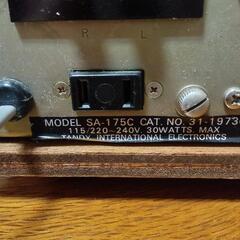 R L
MODEL SA-175C CAT. NO. 31-1973
115/220~240V. 30WATTS. MAX
TANDY INTERNATIONAL ELECTRONICS